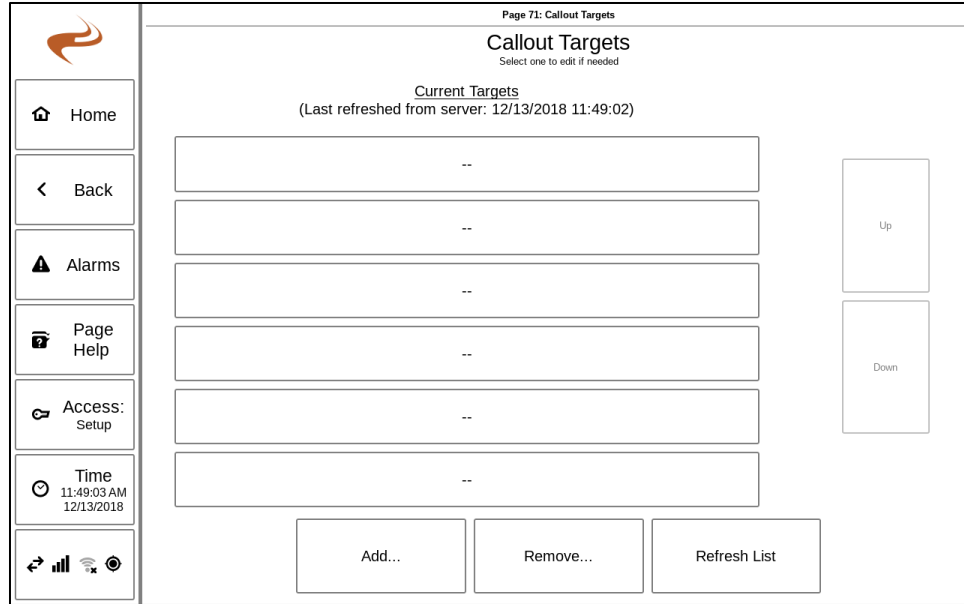 Page 71: Callout Targets
Callout Targets
Select one to edit if needed
Current Targets
(Last refreshed from server: 12/13/2018 11:49:02)
Home
Back
Alarms
Page
Help
Access:
Setup
Time
11:49:03 AM
12/13/2018
--
--
--
--
--
--
Up
Down
Add...
Remove...
Refresh List